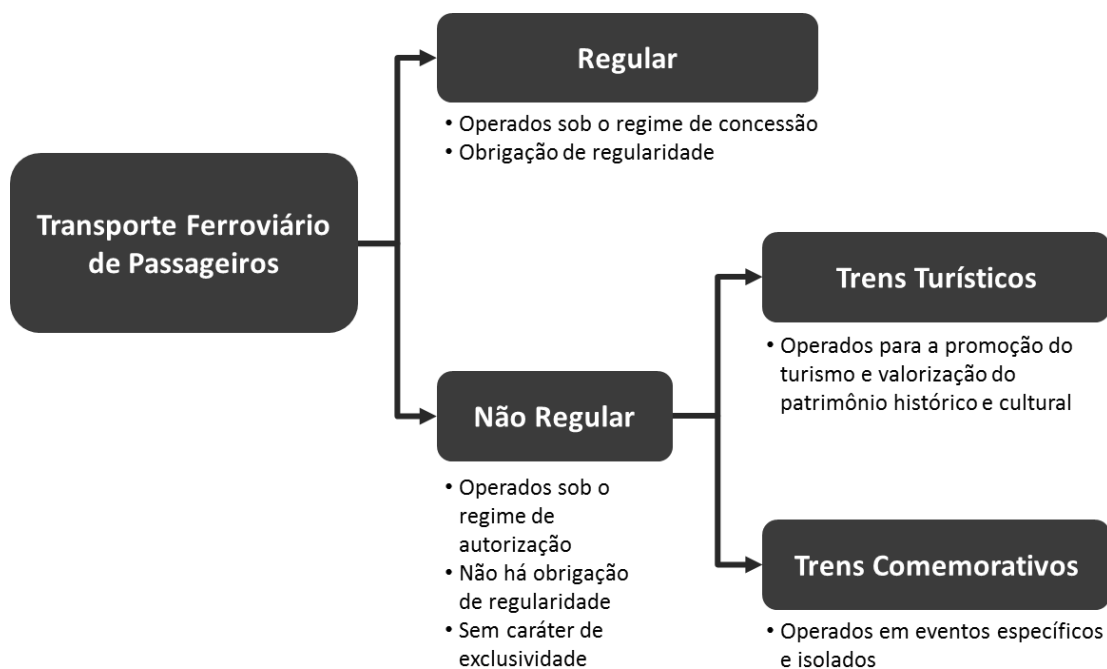 Regular
• Operados sob o regime de concessão
• Obrigação de regularidade
Transporte Ferroviário
de Passageiros
Trens Turísticos
• Operados para a promoção do
turismo e valorização do
patrimônio histórico e cultural
Não Regular
• Operados sob o
regime de
autorização
• Não há obrigação
de regularidade
• Sem caráter de
exclusividade
Trens Comemorativos
• Operados em eventos específicos
e isolados